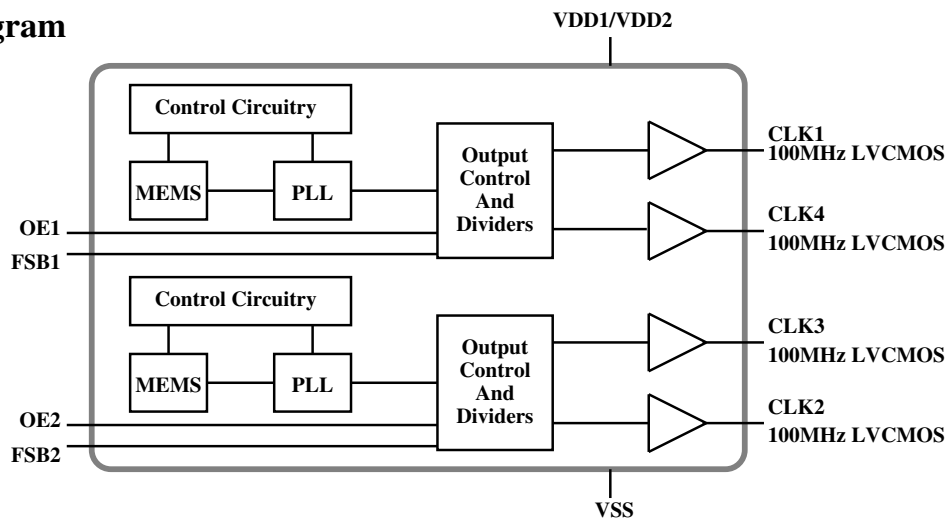 VDD1/VDD2
Control Circuitry
MEMS
PLL
Output
Control
And
Dividers
CLK1
100MHz LVCMOS
CLK4
100MHz LVCMOS
OE1
FSB1
Control Circuitry
MEMS
PLL
Output
Control
And
Dividers
CLK3
100MHz LVCMOS
CLK2
100MHz LVCMOS
OE2
FSB2
VSS